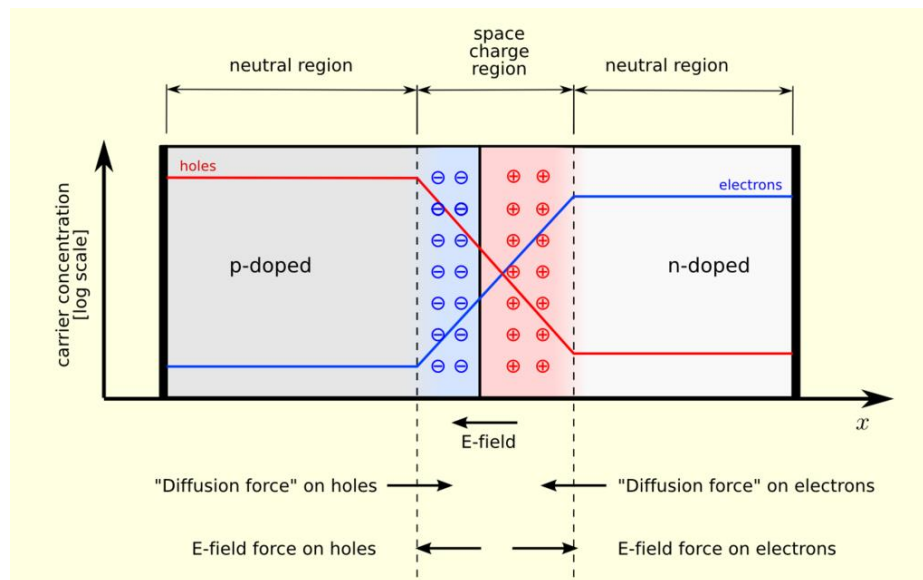 space
charge
region
neutral region
neutral region
holes
electrons
p-doped
n-doped
carrier concentration
[log scale]
x
E-field
"Diffusion force" on holes
"Diffusion force" on electrons
E-field force on holes
E-field force on electrons